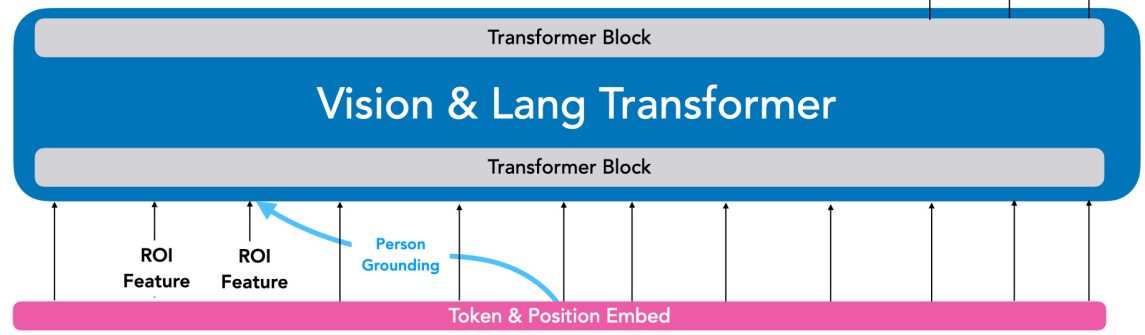 Transformer Block
Vision & Lang Transformer
Transformer Block
ROI
Feature
ROI
Feature
Person
Grounding
Token & Position Embed